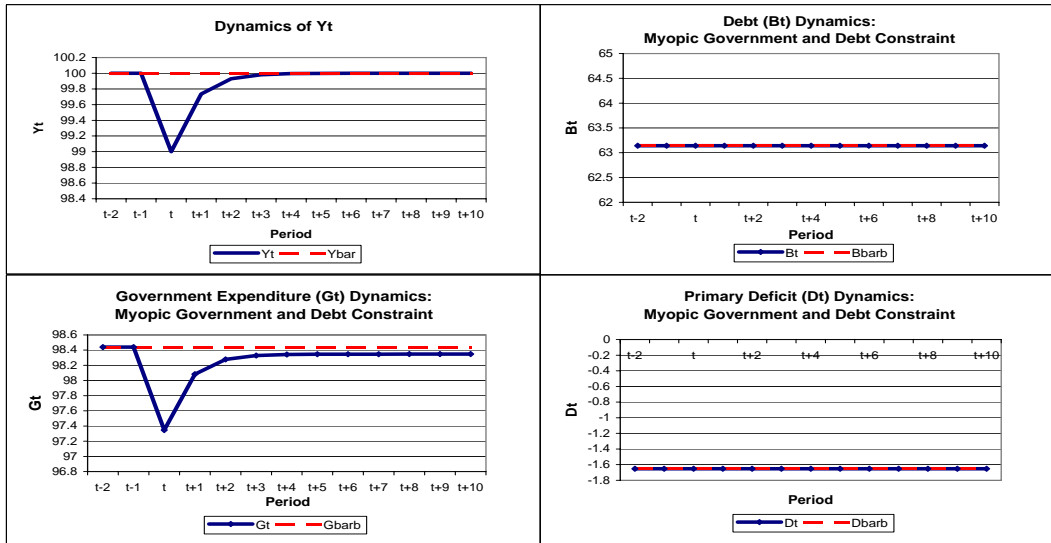 Dynamics of Yt
100.2
100
99.8
99.6
99.4
99.2
99
98.8
98.6
98.4
Yt
t-2 t-1 t t+1 t+2 t+3 t+4 t+5 t+6 t+7 t+8 t+9 t+10
Period
Yt Ybar
Debt (Bt) Dynamics:
Myopic Government and Debt Constraint
65
64.5
64
63.5
63
62.5
62
Bt
t-2 t t+2 t+4 t+6 t+8 t+10
Period
Bt Bbarb
Government Expenditure (Gt) Dynamics:
Myopic Government and Debt Constraint
98.6
98.4
98.2
98
97.8
97.6
97.4
97.2
97
96.8
Gt
t-2 t-1 t t+1 t+2 t+3 t+4 t+5 t+6 t+7 t+8 t+9 t+10
Period
Gt Gbarb
Primary Deficit (Dt) Dynamics:
Myopic Government and Debt Constraint
0
-0.2
-0.4
-0.6
-0.8
-1
-1.2
-1.4
-1.6
-1.8
Dt
t-2 t t+2 t+4 t+6 t+8 t+10
Period
Dt Dbarb